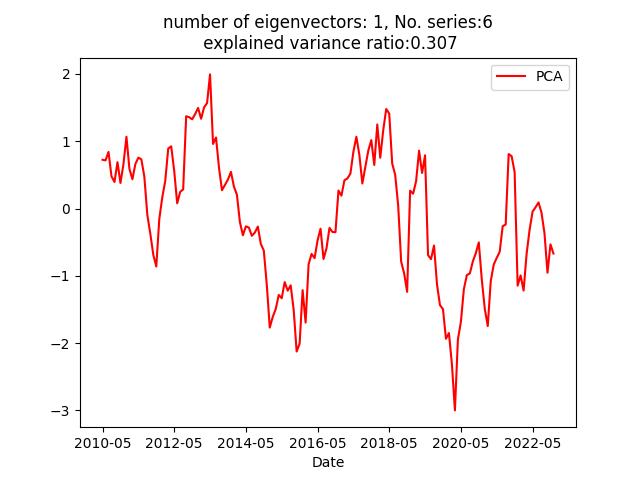 number of eigenvectors: 1, No. series:6
explained variance ratio:0.307
PCA
2
1
0
−1
−2
−3
2010-05 2012-05 2014-05 2016-05 2018-05 2020-05 2022-05
Date